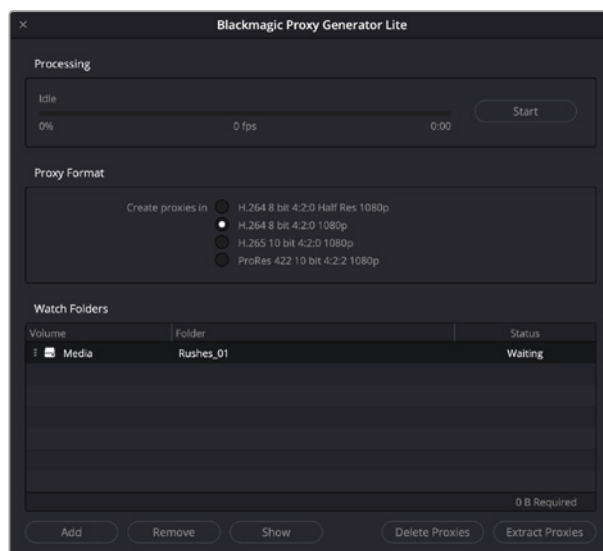 Blackmagic Proxy Generator Lite
Processing
Idle
Start
0% 0 fps 0:00
Proxy Format
Create proxies in H.264 8 bit 4:2:0 Half Res 1080p
H.264 8 bit 4:2:0 1080p
H.265 10 bit 4:2:0 1080p
ProRes 422 10 bit 4:2:2 1080p
Watch Folders
Volume Folder Status
Media Rushes_01 Waiting
0 B Required
Add Remove Show Delete Proxies Extract Proxies